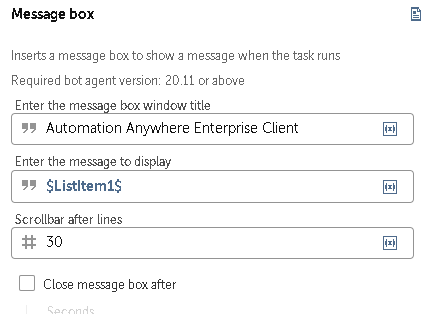 Message box
Inserts a message box to show a message when the task runs
Required bot agent version: 20.11 or above
Enter the message box window title
Automation Anywhere Enterprise Client
(x)
Enter the message to display
$ListItem1$
(x)
Scrollbar after lines
# 30
(x)
Close message box after
Seconds